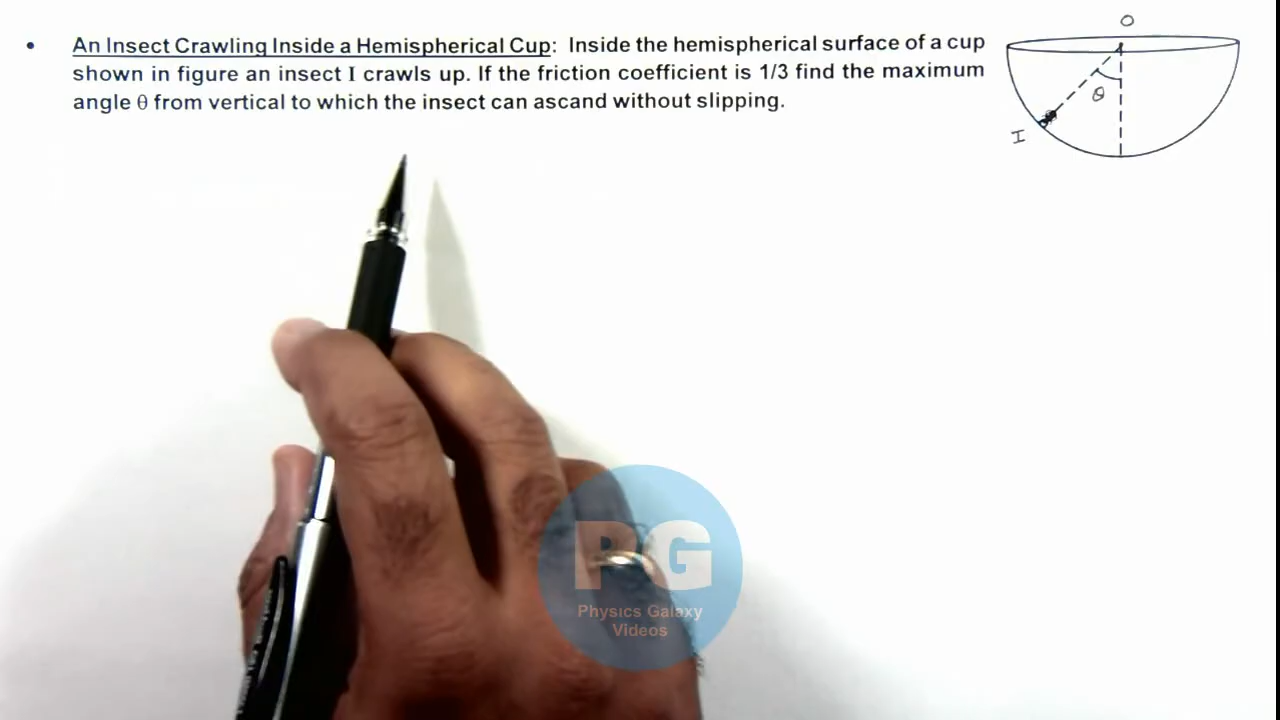 • An Insect Crawling Inside a Hemispherical Cup: Inside the hemispherical surface of a cup
shown in figure an insect I crawls up. If the friction coefficient is 1/3 find the maximum
angle θ from vertical to which the insect can ascand without slipping.
O
θ
I
PG
Physics Galaxy
Videos